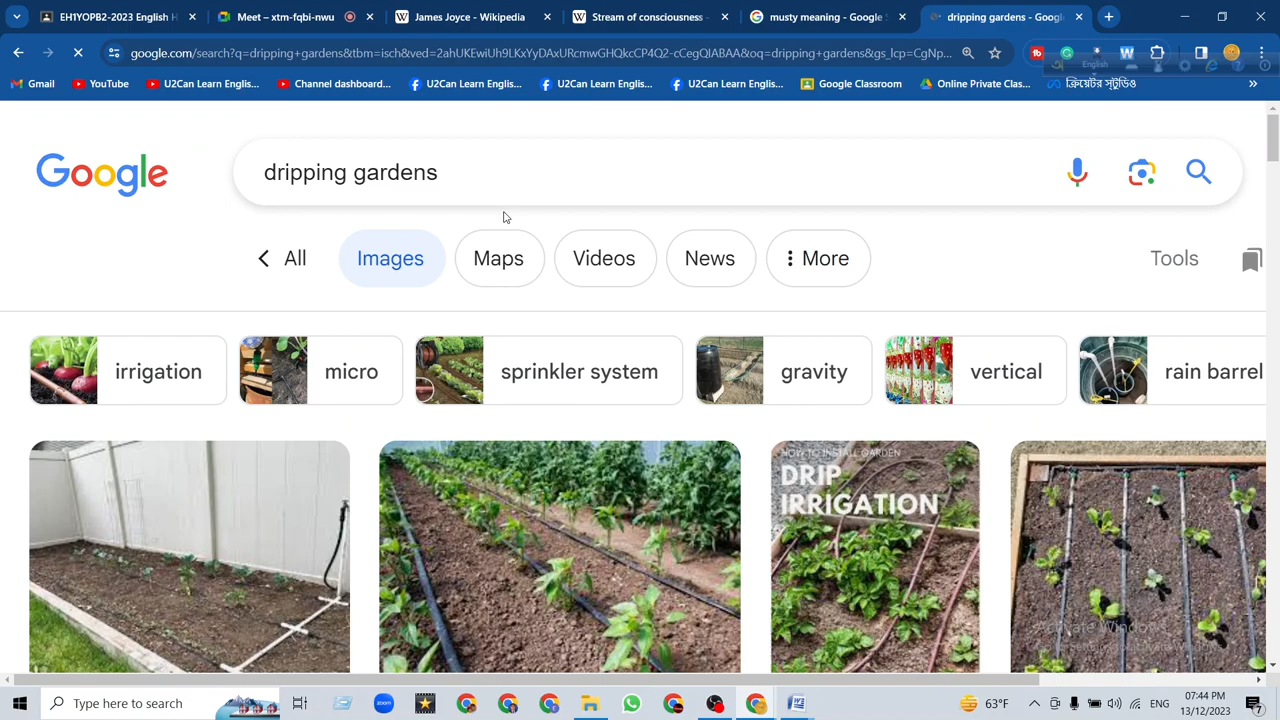 EH1YOPB2-2023 English H
Meet – xtm-fqbi-nwu
James Joyce - Wikipedia
Stream of consciousness -
musty meaning - Google S
dripping gardens - Googl
google.com/search?q=dripping+gardens&tbm=isch&ved=2ahUKEwiUh9LKxYyDAxURcmwGHQkcCP4Q2-cCegQIABAA&oq=dripping+gardens&gs_lcp=CgNp...
English
Gmail
YouTube
U2Can Learn Englis...
Channel dashboard...
U2Can Learn Englis...
U2Can Learn Englis...
U2Can Learn Englis...
Google Classroom
Online Private Clas...
ক্রিয়েটর স্টুডিও
»
Google
dripping gardens
All
Images
Maps
Videos
News
More
Tools
irrigation
micro
sprinkler system
gravity
vertical
rain barrel
HOW TO INSTALL GARDEN
DRIP
IRRIGATION
Activate Windows
Type here to search
zoom
63°F
ENG
07:44 PM
13/12/2023
7